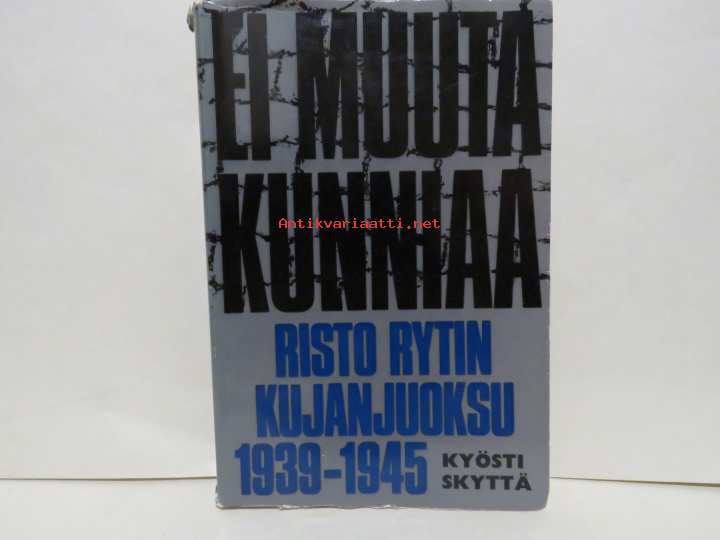 EI MUUTA
KUNNIAA
Antikvariaatti.net
RISTO RYTIN
KUJANJUOKSU
1939-1945
KYÖSTI
SKYTTÄ